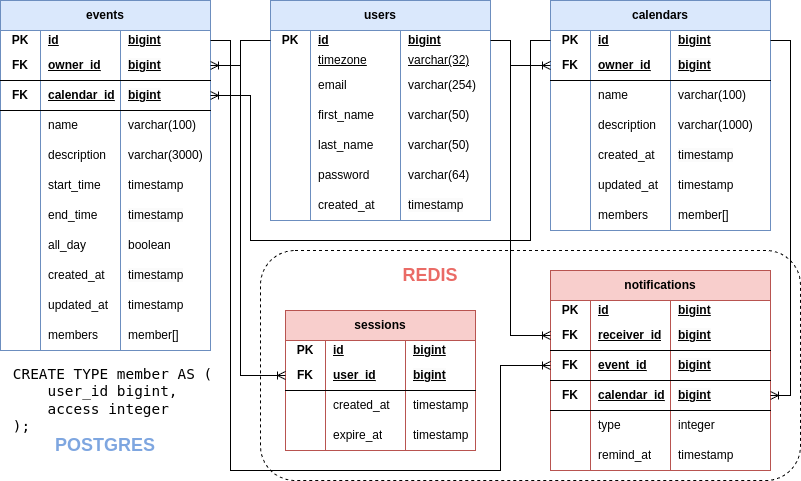 events
PK id bigint
FK owner_id bigint
FK calendar_id bigint
name varchar(100)
description varchar(3000)
start_time timestamp
end_time timestamp
all_day boolean
created_at timestamp
updated_at timestamp
members member[]
users
PK id bigint
timezone varchar(32)
email varchar(254)
first_name varchar(50)
last_name varchar(50)
password varchar(64)
created_at timestamp
calendars
PK id bigint
FK owner_id bigint
name varchar(100)
description varchar(1000)
created_at timestamp
updated_at timestamp
members member[]
REDIS
sessions
PK id bigint
FK user_id bigint
created_at timestamp
expire_at timestamp
notifications
PK id bigint
FK receiver_id bigint
FK event_id bigint
FK calendar_id bigint
type integer
remind_at timestamp
CREATE TYPE member AS (
user_id bigint,
access integer
);
POSTGRES